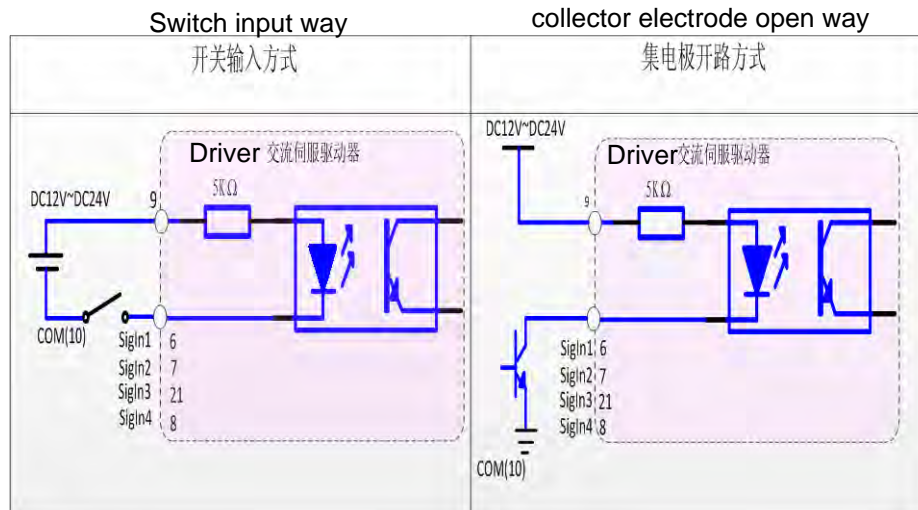 Switch input way
开关输入方式
DC12V~DC24V
9
Driver 交流伺服驱动器
5KΩ
COM(10)
SigIn1 6
SigIn2 7
SigIn3 21
SigIn4 8
collector electrode open way
集电极开路方式
DC12V~DC24V
9
Driver交流伺服驱动器
5KΩ
SigIn1 6
SigIn2 7
SigIn3 21
SigIn4 8
COM(10)